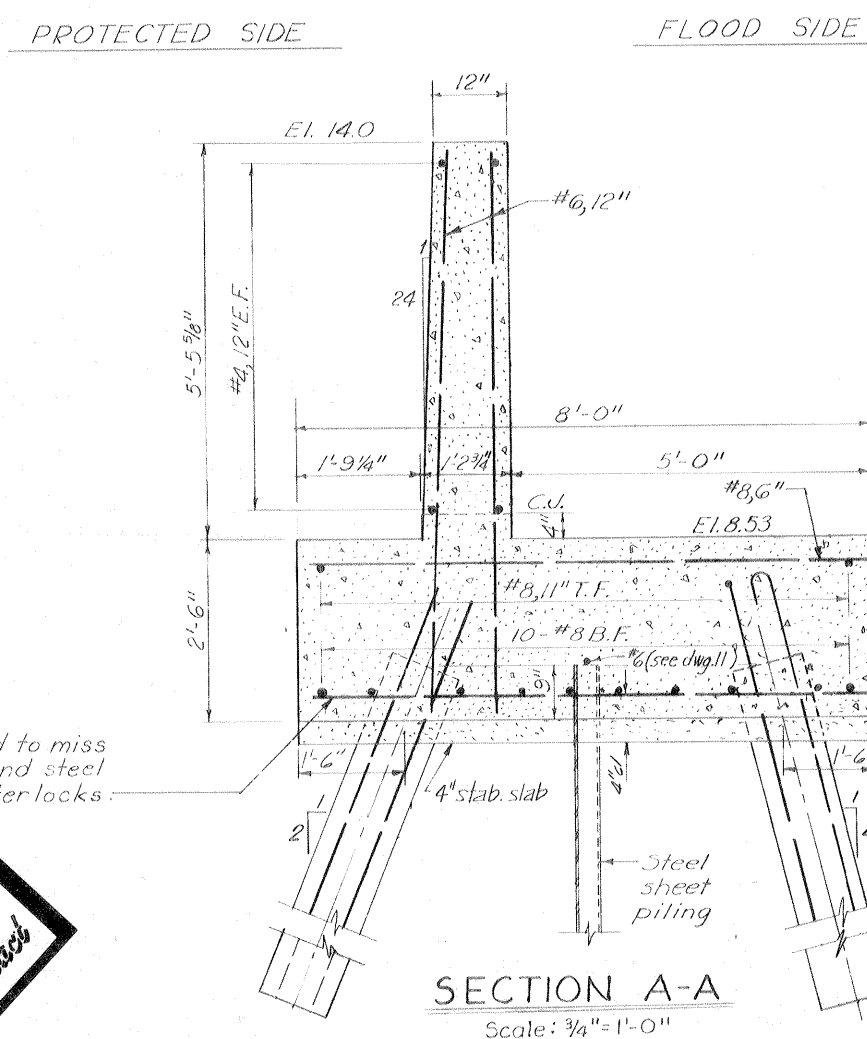 PROTECTED SIDE
FLOOD SIDE
12"
El. 14.0
#6, 12"
1
24
5'-5 5/8"
#4, 12" E.F.
8'-0"
1'-9 1/4"
1'-2 3/4"
5'-0"
#8, 6"
C.J.
4"
El. 8.53
2'-6"
#8, 11" T.F.
10-#8 B.F.
#6 (see dwg. 11)
9"
d to miss
nd steel
terlocks.
1'-6"
1'-6
4" stab. slab
4" cl
1
2
1
Steel
sheet
piling
SECTION A-A
Scale: 3/4"=1'-0"